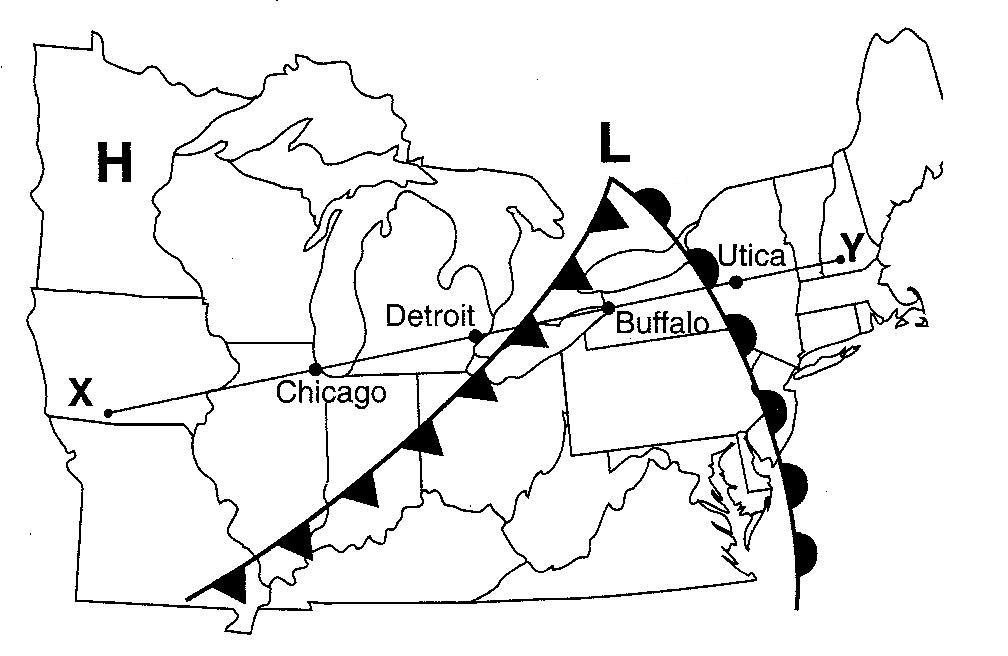 H
L
Utica
Y
Detroit
Buffalo
X
Chicago